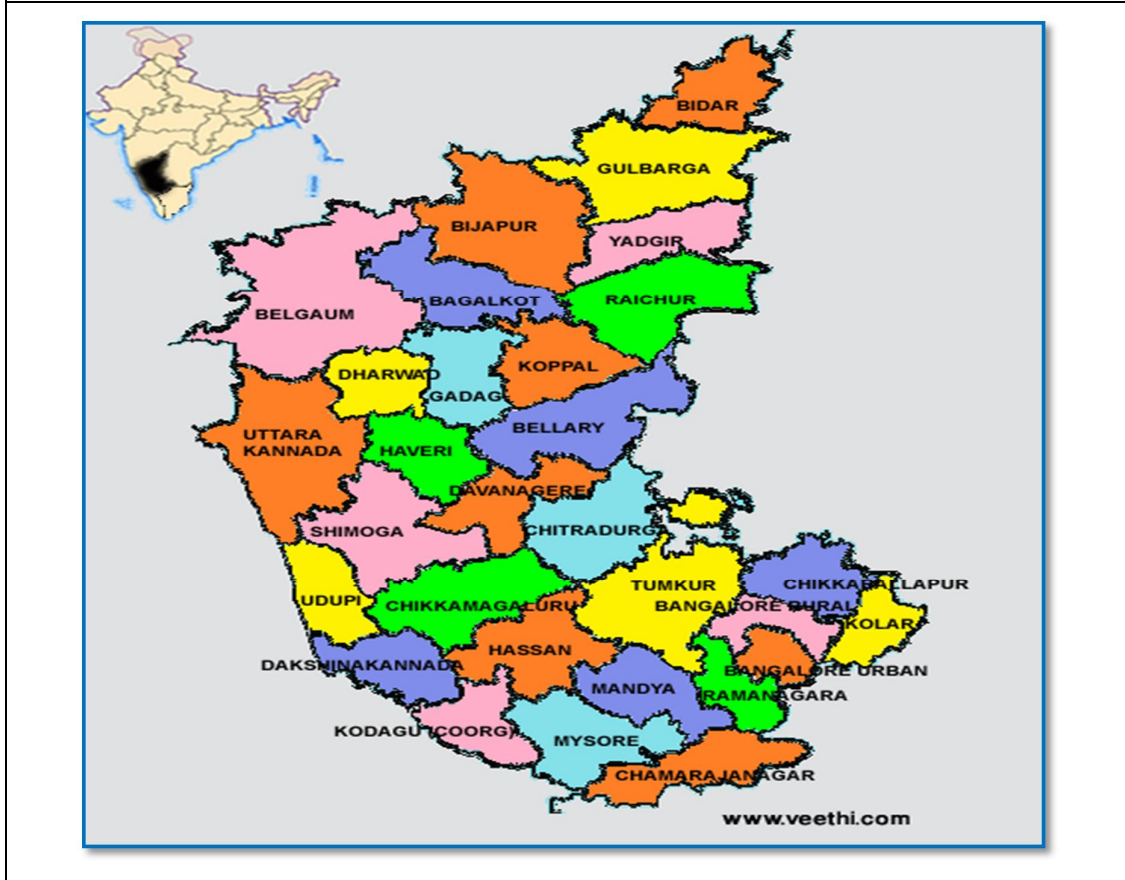 BIDAR
GULBARGA
BIJAPUR
YADGIR
BAGALKOT
RAICHUR
BELGAUM
KOPPAL
DHARWAD
GADAG
BELLARY
UTTARA
KANNADA
HAVERI
DAVANAGERE
SHIMOGA
CHITRADURGA
TUMKUR
CHIKKABALLAPUR
UDUPI
CHIKKAMAGALURU
BANGALORE RURAL
KOLAR
HASSAN
DAKSHINAKANNADA
BANGALORE URBAN
MANDYA
RAMANAGARA
KODAGU (COORG)
MYSORE
CHAMARAJANAGAR
www.veethi.com